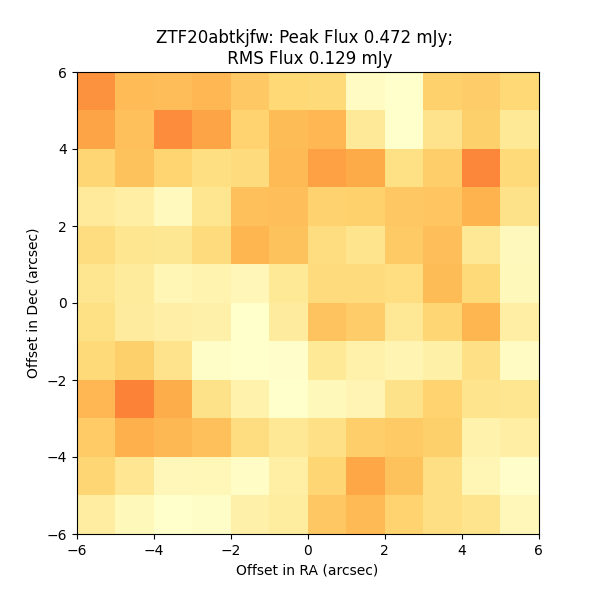 ZTF20abtkjfw: Peak Flux 0.472 mJy;
RMS Flux 0.129 mJy
6
4
2
0
−2
−4
−6
Offset in Dec (arcsec)
−6 −4 −2 0 2 4 6
Offset in RA (arcsec)